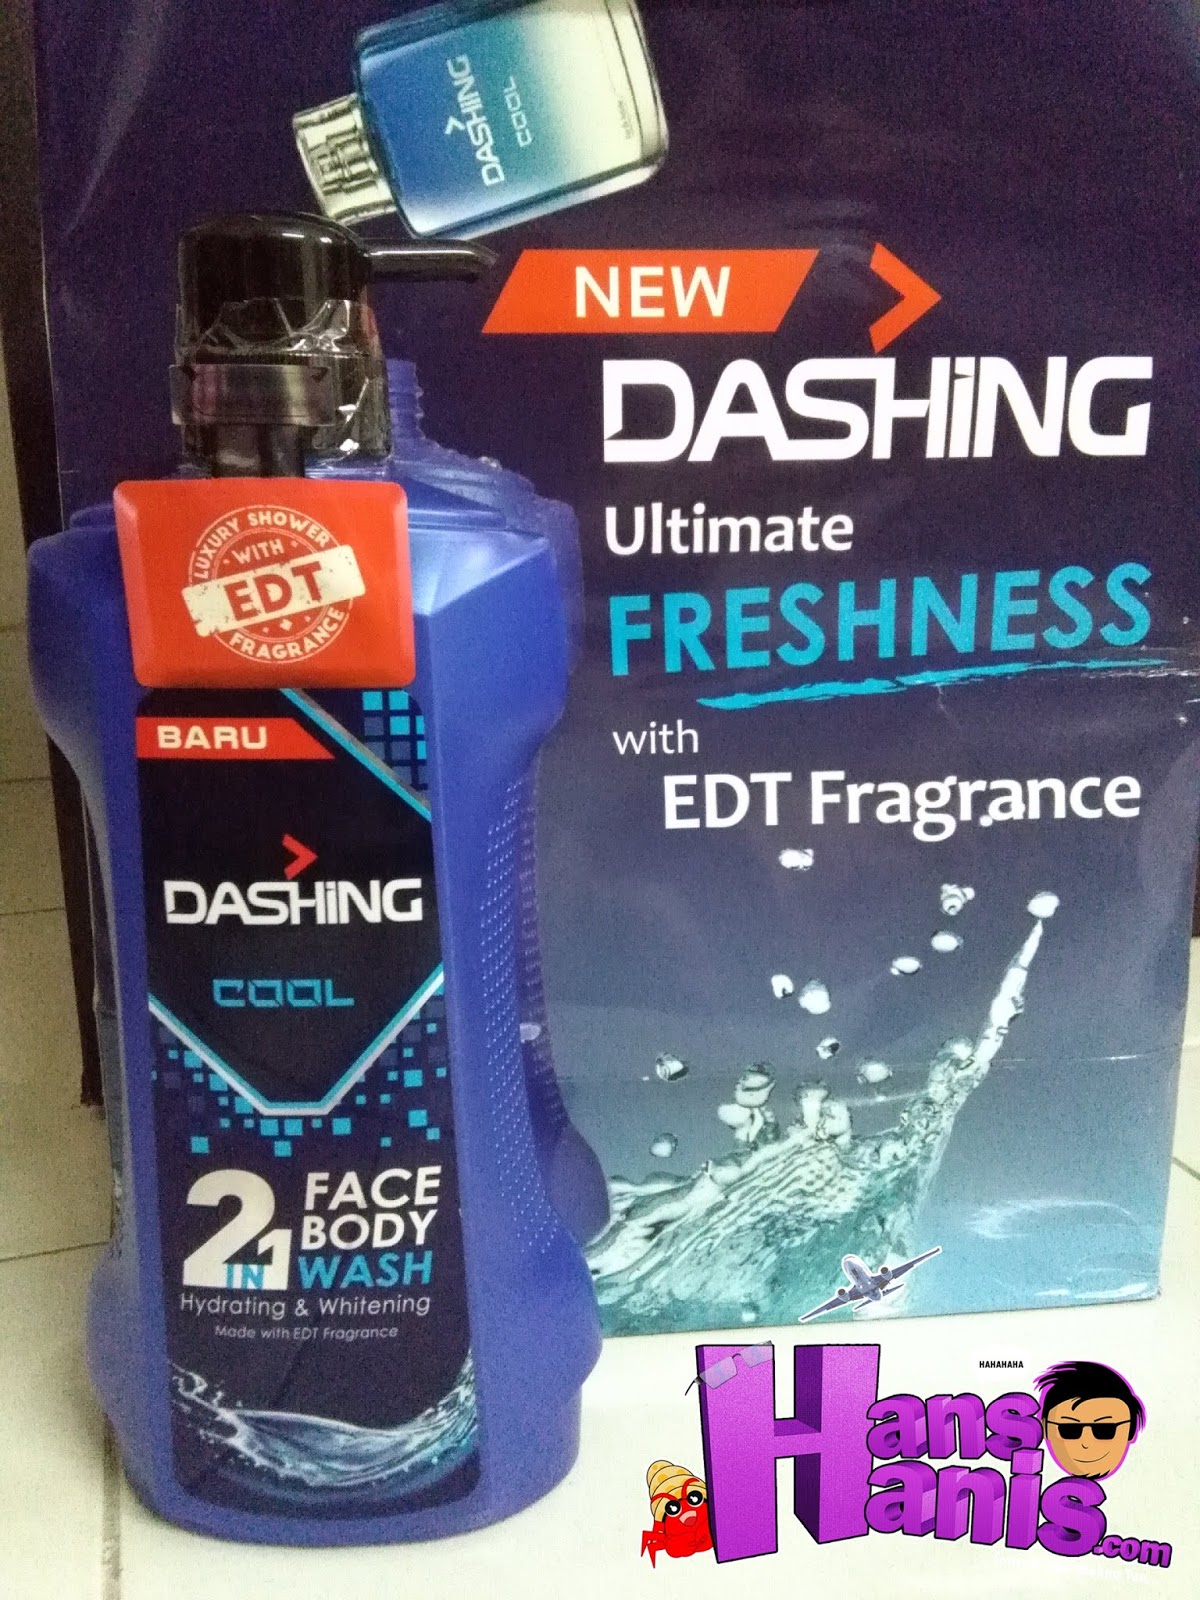 DASHING
COOL
NEW
DASHING
Ultimate
FRESHNESS
with
EDT Fragrance
LUXURY SHOWER
WITH
EDT
FRAGRANCE
BARU
DASHING
COOL
2 IN 1
FACE
BODY
WASH
Hydrating & Whitening
Made with EDT Fragrance
HAHAHAHA
Hans
Hanis.com